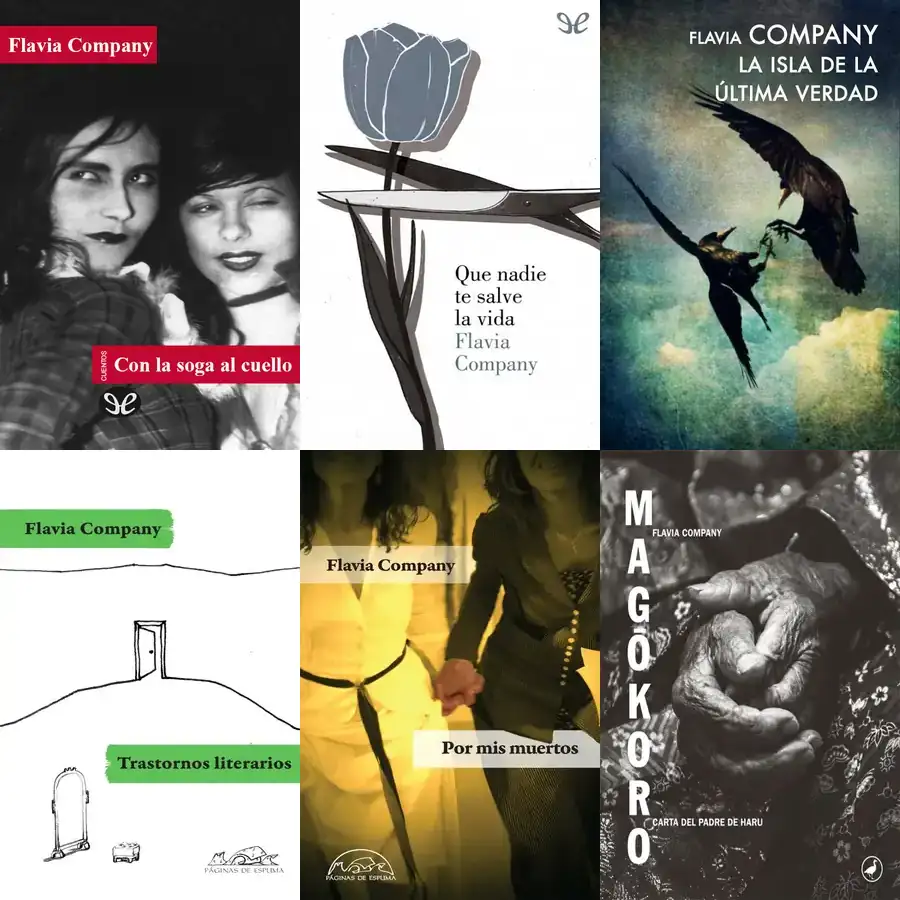 Flavia Company
CUENTOS
Con la soga al cuello
Que nadie
te salve
la vida
Flavia
Company
FLAVIA COMPANY
LA ISLA DE LA
ÚLTIMA VERDAD
Flavia Company
Trastornos literarios
PÁGINAS DE ESPUMA
Flavia Company
Por mis muertos
PÁGINAS DE ESPUMA
MAGŌKORO
FLAVIA COMPANY
CARTA DEL PADRE DE HARU